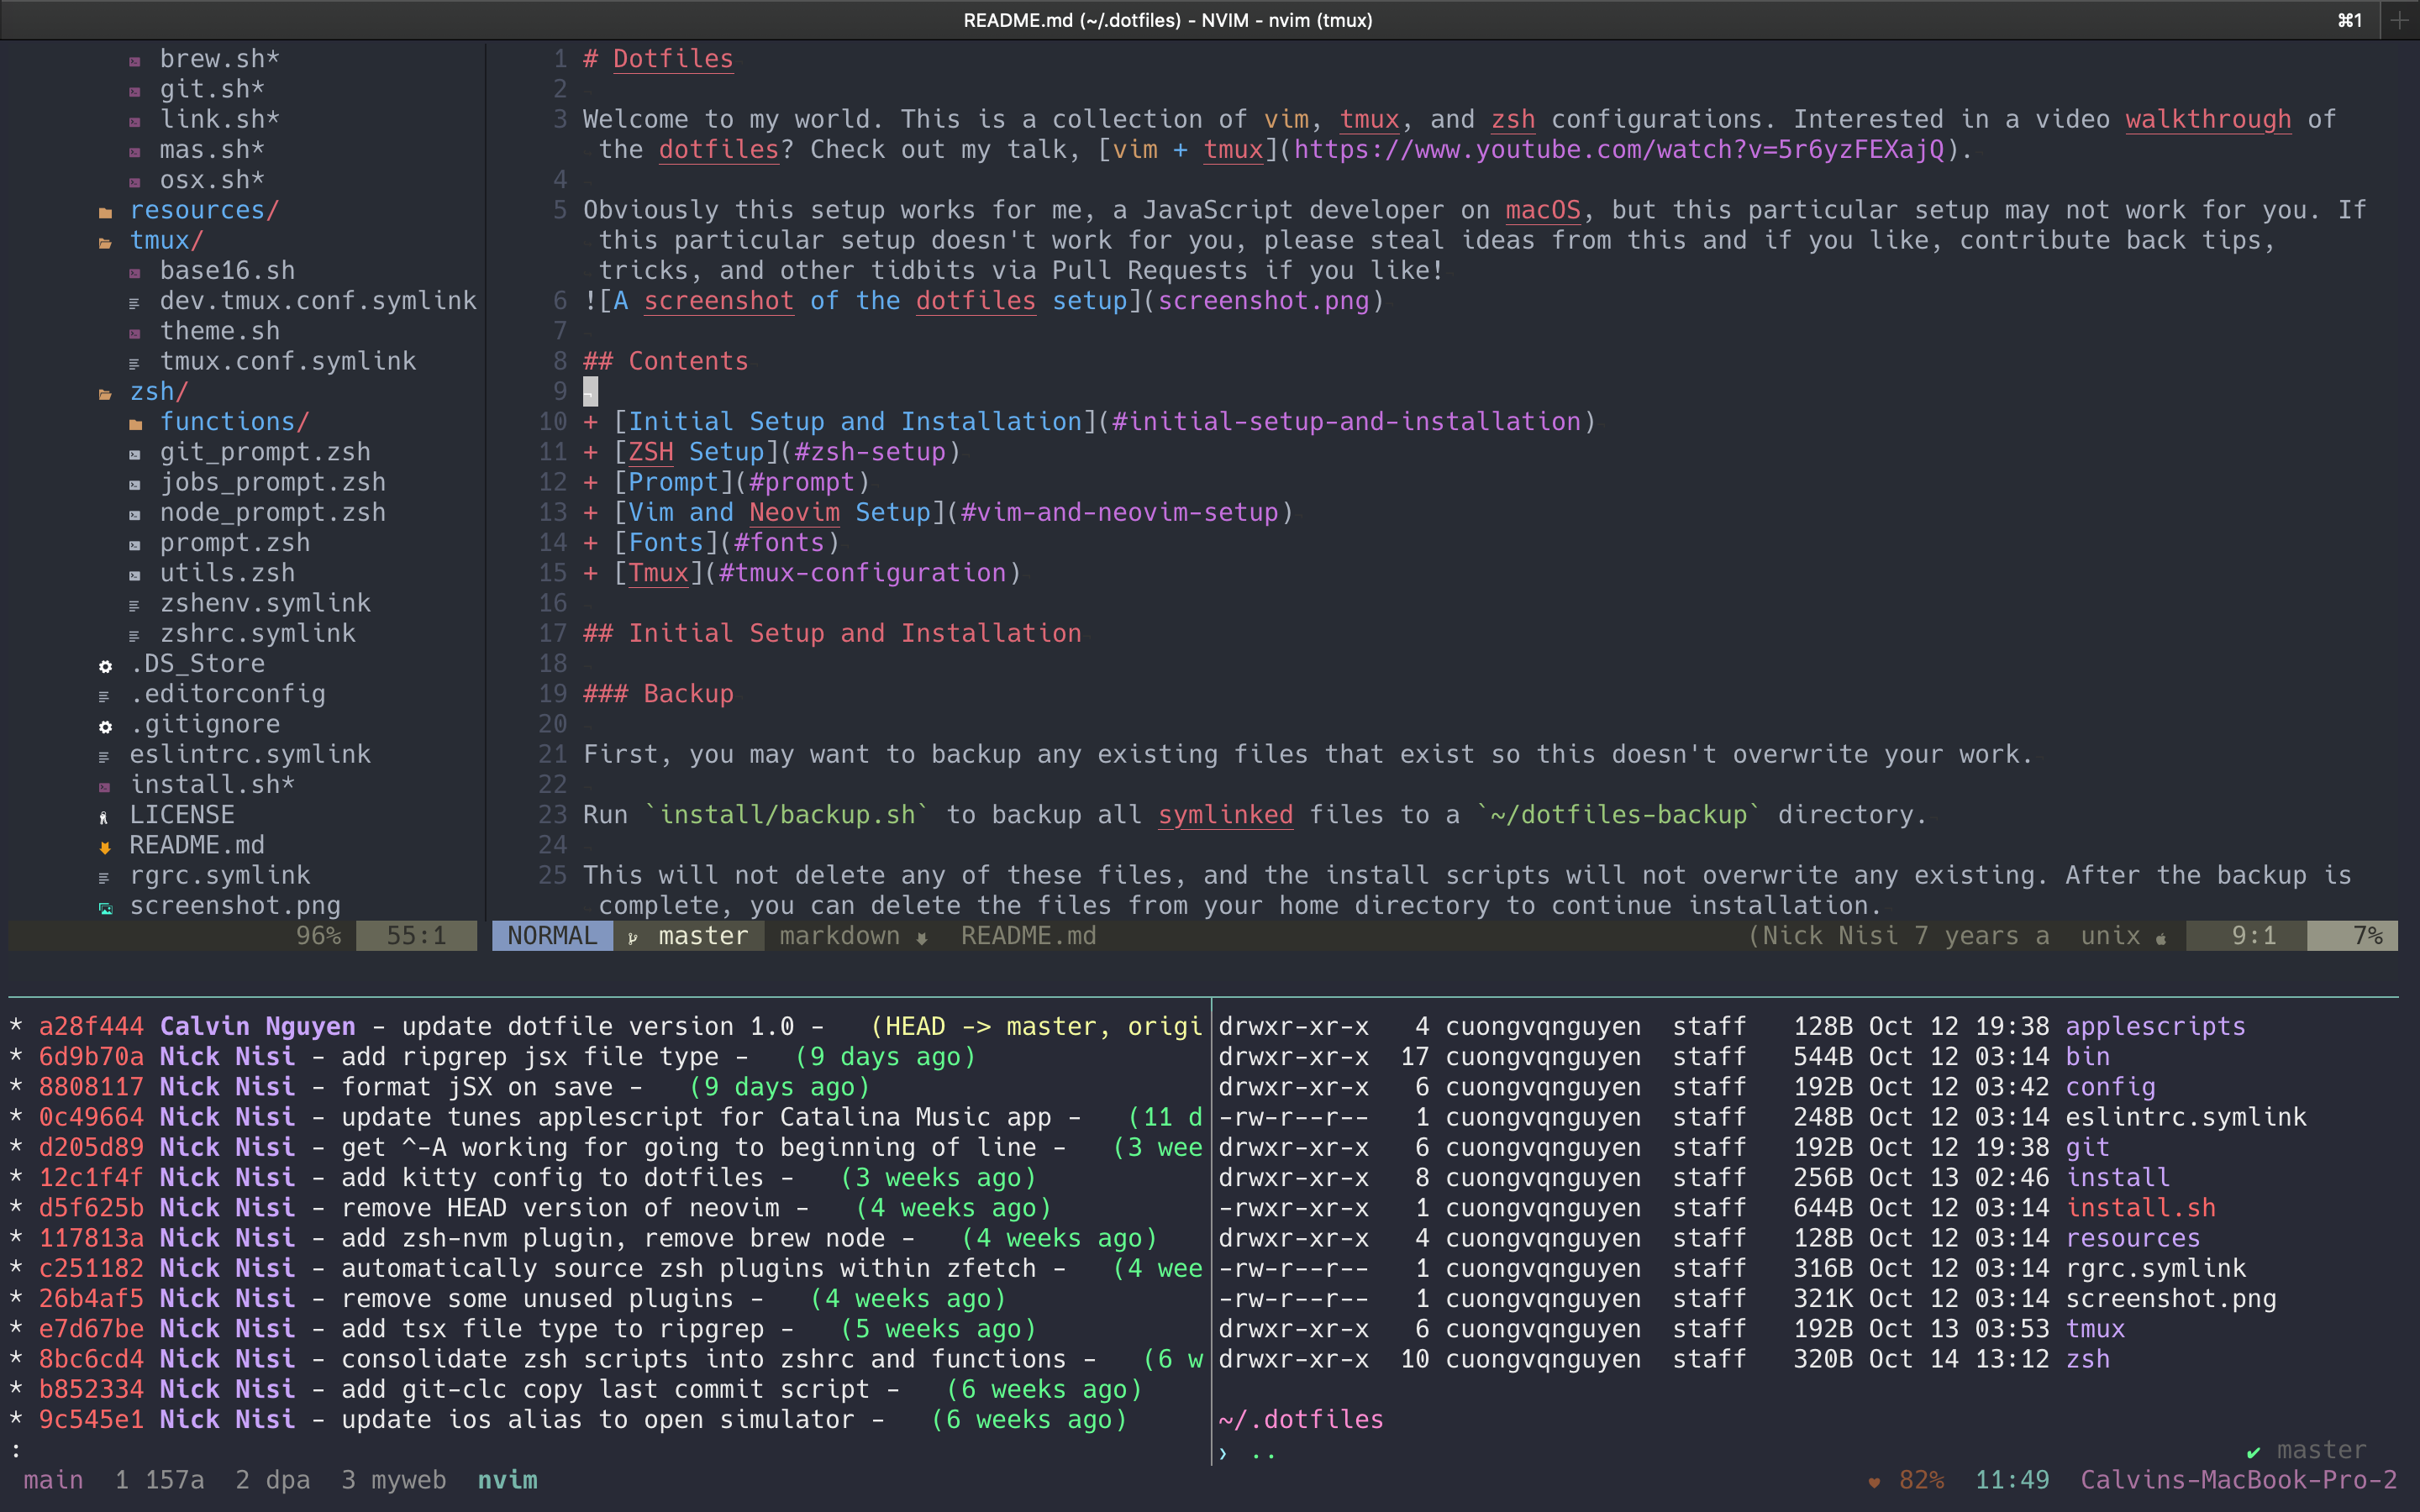 README.md (~/.dotfiles) - NVIM - nvim (tmux) ⌘1
brew.sh*
git.sh*
link.sh*
mas.sh*
osx.sh*
resources/
tmux/
base16.sh
dev.tmux.conf.symlink
theme.sh
tmux.conf.symlink
zsh/
functions/
git_prompt.zsh
jobs_prompt.zsh
node_prompt.zsh
prompt.zsh
utils.zsh
zshenv.symlink
zshrc.symlink
.DS_Store
.editorconfig
.gitignore
eslintrc.symlink
install.sh*
LICENSE
README.md
rgrc.symlink
screenshot.png
96% 55:1
1 # Dotfiles
2
3 Welcome to my world. This is a collection of vim, tmux, and zsh configurations. Interested in a video walkthrough of
the dotfiles? Check out my talk, [vim + tmux](https://www.youtube.com/watch?v=5r6yzFEXajQ).
4
5 Obviously this setup works for me, a JavaScript developer on macOS, but this particular setup may not work for you. If
this particular setup doesn't work for you, please steal ideas from this and if you like, contribute back tips,
tricks, and other tidbits via Pull Requests if you like!
6 ![A screenshot of the dotfiles setup](screenshot.png)
7
8 ## Contents
9 ¬
10 + [Initial Setup and Installation](#initial-setup-and-installation)
11 + [ZSH Setup](#zsh-setup)
12 + [Prompt](#prompt)
13 + [Vim and Neovim Setup](#vim-and-neovim-setup)
14 + [Fonts](#fonts)
15 + [Tmux](#tmux-configuration)
16
17 ## Initial Setup and Installation
18
19 ### Backup
20
21 First, you may want to backup any existing files that exist so this doesn't overwrite your work.
22
23 Run `install/backup.sh` to backup all symlinked files to a `~/dotfiles-backup` directory.
24
25 This will not delete any of these files, and the install scripts will not overwrite any existing. After the backup is
complete, you can delete the files from your home directory to continue installation.
NORMAL master markdown README.md (Nick Nisi 7 years a unix 9:1 7%
* a28f444 Calvin Nguyen - update dotfile version 1.0 - (HEAD -> master, origi
* 6d9b70a Nick Nisi - add ripgrep jsx file type - (9 days ago)
* 8808117 Nick Nisi - format jSX on save - (9 days ago)
* 0c49664 Nick Nisi - update tunes applescript for Catalina Music app - (11 d
* d205d89 Nick Nisi - get ^-A working for going to beginning of line - (3 wee
* 12c1f4f Nick Nisi - add kitty config to dotfiles - (3 weeks ago)
* d5f625b Nick Nisi - remove HEAD version of neovim - (4 weeks ago)
* 117813a Nick Nisi - add zsh-nvm plugin, remove brew node - (4 weeks ago)
* c251182 Nick Nisi - automatically source zsh plugins within zfetch - (4 wee
* 26b4af5 Nick Nisi - remove some unused plugins - (4 weeks ago)
* e7d67be Nick Nisi - add tsx file type to ripgrep - (5 weeks ago)
* 8bc6cd4 Nick Nisi - consolidate zsh scripts into zshrc and functions - (6 w
* b852334 Nick Nisi - add git-clc copy last commit script - (6 weeks ago)
* 9c545e1 Nick Nisi - update ios alias to open simulator - (6 weeks ago)
:
drwxr-xr-x 4 cuongvqnguyen staff 128B Oct 12 19:38 applescripts
drwxr-xr-x 17 cuongvqnguyen staff 544B Oct 12 03:14 bin
drwxr-xr-x 6 cuongvqnguyen staff 192B Oct 12 03:42 config
-rw-r--r-- 1 cuongvqnguyen staff 248B Oct 12 03:14 eslintrc.symlink
drwxr-xr-x 6 cuongvqnguyen staff 192B Oct 12 19:38 git
drwxr-xr-x 8 cuongvqnguyen staff 256B Oct 13 02:46 install
-rwxr-xr-x 1 cuongvqnguyen staff 644B Oct 12 03:14 install.sh
drwxr-xr-x 4 cuongvqnguyen staff 128B Oct 12 03:14 resources
-rw-r--r-- 1 cuongvqnguyen staff 316B Oct 12 03:14 rgrc.symlink
-rw-r--r-- 1 cuongvqnguyen staff 321K Oct 12 03:14 screenshot.png
drwxr-xr-x 6 cuongvqnguyen staff 192B Oct 13 03:53 tmux
drwxr-xr-x 10 cuongvqnguyen staff 320B Oct 14 13:12 zsh
~/.dotfiles
❯ .. ✔ master
main 1 157a 2 dpa 3 myweb nvim ♥ 82% 11:49 Calvins-MacBook-Pro-2